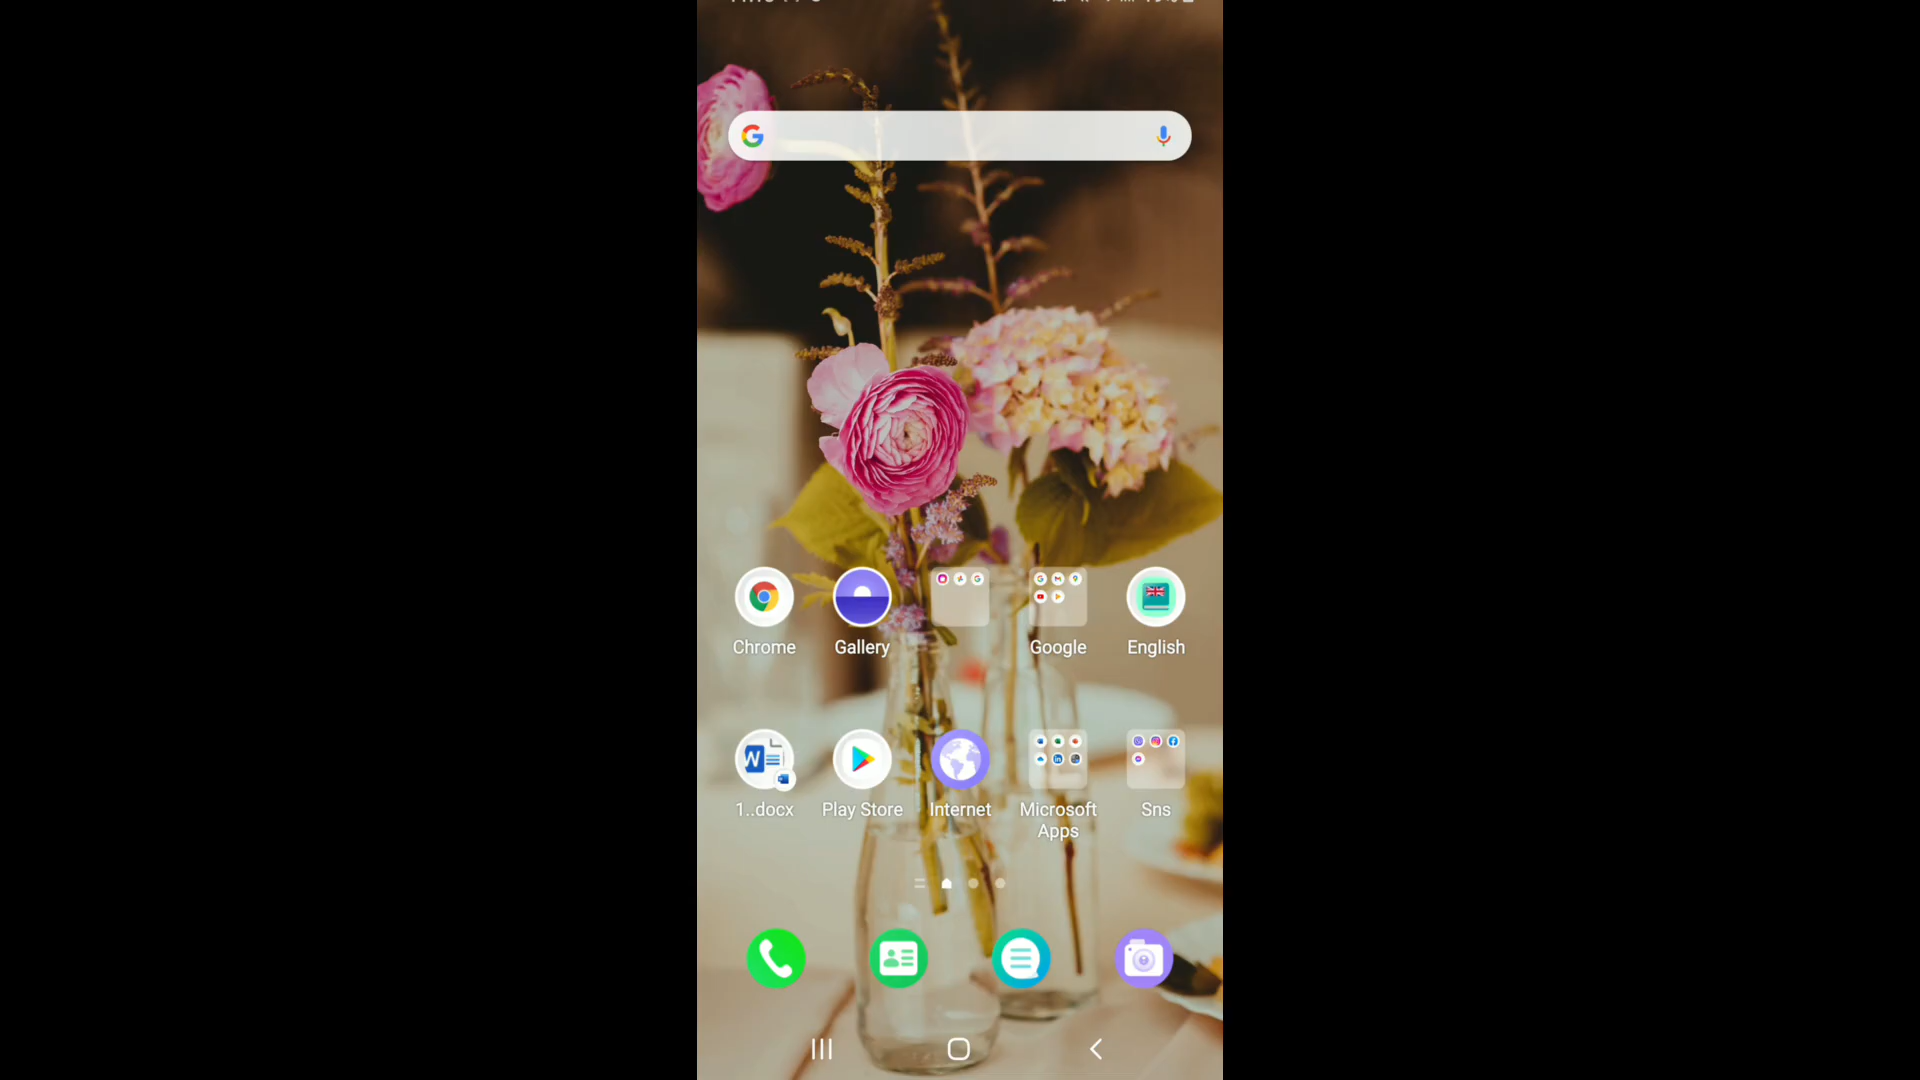 Chrome
Gallery
Google
English
1..docx
Play Store
Internet
Microsoft
Apps
Sns